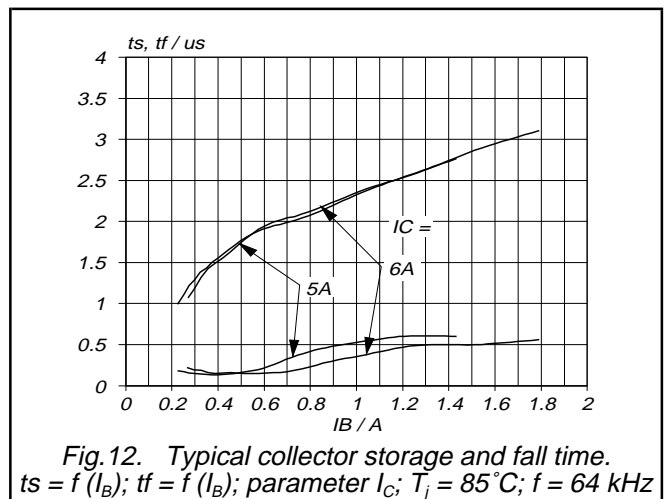 ts, tf / us
4
3.5
3
2.5
2
1.5
1
0.5
0
IC =
5A
6A
0 0.2 0.4 0.6 0.8 1 1.2 1.4 1.6 1.8 2
IB / A
Fig.12. Typical collector storage and fall time.
ts = f (IB); tf = f (IB); parameter IC; Tj = 85˚C; f = 64 kHz